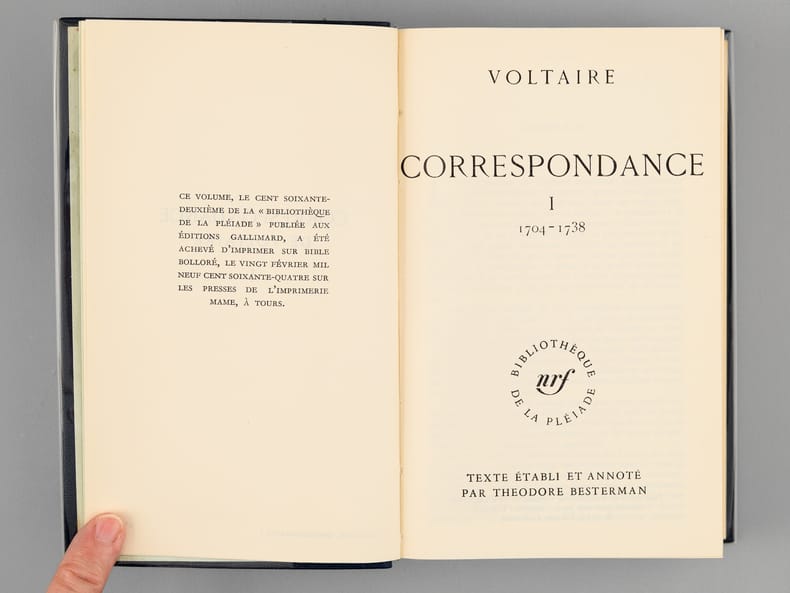 CE VOLUME, LE CENT SOIXANTE-
DEUXIÈME DE LA « BIBLIOTHÈQUE
DE LA PLÉIADE » PUBLIÉE AUX
ÉDITIONS GALLIMARD, A ÉTÉ
ACHEVÉ D'IMPRIMER SUR BIBLE
BOLLORÉ, LE VINGT FÉVRIER MIL
NEUF CENT SOIXANTE-QUATRE SUR
LES PRESSES DE L'IMPRIMERIE
MAME, À TOURS.
VOLTAIRE
CORRESPONDANCE
I
1704-1738
BIBLIOTHÈQUE
nrf
DE LA PLÉIADE
TEXTE ÉTABLI ET ANNOTÉ
PAR THEODORE BESTERMAN